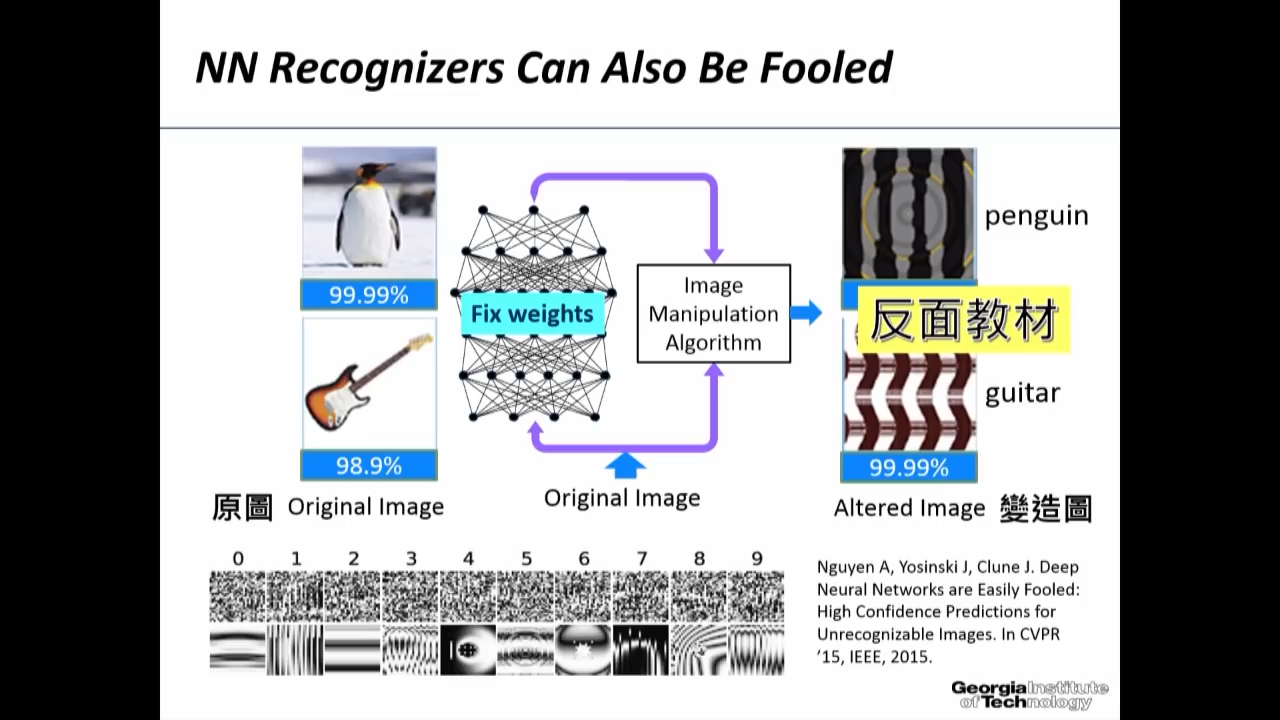 NN Recognizers Can Also Be Fooled
99.99%
98.9%
原圖 Original Image
Fix weights
Image
Manipulation
Algorithm
Original Image
penguin
反面教材
guitar
99.99%
Altered Image 變造圖
0 1 2 3 4 5 6 7 8 9
Nguyen A, Yosinski J, Clune J. Deep
Neural Networks are Easily Fooled:
High Confidence Predictions for
Unrecognizable Images. In CVPR
’15, IEEE, 2015.
Georgia Institute
of Technology